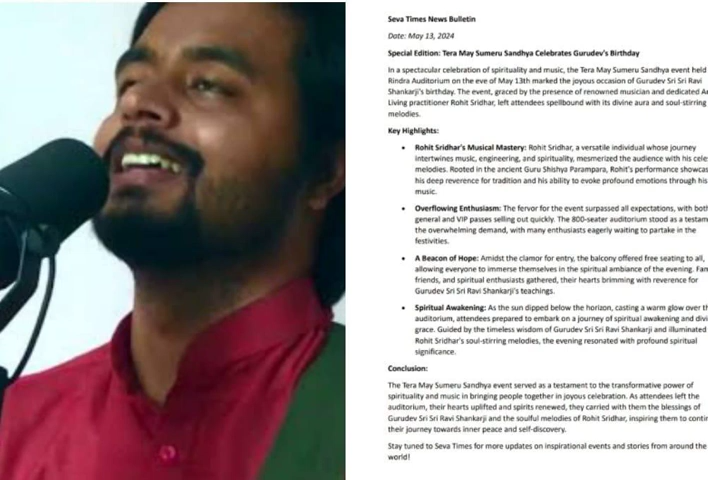 Seva Times News Bulletin
Date: May 13, 2024
Special Edition: Tera May Sumeru Sandhya Celebrates Gurudev's Birthday
In a spectacular celebration of spirituality and music, the Tera May Sumeru Sandhya event held
Rindra Auditorium on the eve of May 13th marked the joyous occasion of Gurudev Sri Sri Ravi
Shankarji's birthday. The event, graced by the presence of renowned musician and dedicated
Living practitioner Rohit Sridhar, left attendees spellbound with its divine aura and soul-stirring
melodies.
Key Highlights:
• Rohit Sridhar's Musical Mastery: Rohit Sridhar, a versatile individual whose journey
intertwines music, engineering, and spirituality, mesmerized the audience with his
melodies. Rooted in the ancient Guru Shishya Parampara, Rohit's performance
his deep reverence for tradition and his ability to evoke profound emotions through his
music.
• Overflowing Enthusiasm: The fervor for the event surpassed all expectations, with
general and VIP passes selling out quickly. The 800-seater auditorium stood as a
the overwhelming demand, with many enthusiasts eagerly waiting to partake in the
festivities.
• A Beacon of Hope: Amidst the clamor for entry, the balcony offered free seating to all,
allowing everyone to immerse themselves in the spiritual ambiance of the evening.
friends, and spiritual enthusiasts gathered, their hearts brimming with reverence for
Gurudev Sri Sri Ravi Shankarji's teachings.
• Spiritual Awakening: As the sun dipped below the horizon, casting a warm glow over
auditorium, attendees prepared to embark on a journey of spiritual awakening and
grace. Guided by the timeless wisdom of Gurudev Sri Sri Ravi Shankarji and illuminated
Rohit Sridhar's soul-stirring melodies, the evening resonated with profound spiritual
significance.
Conclusion:
The Tera May Sumeru Sandhya event served as a testament to the transformative power of
spirituality and music in bringing people together in joyous celebration. As attendees left the
auditorium, their hearts uplifted and spirits renewed, they carried with them the blessings of
Gurudev Sri Sri Ravi Shankarji and the soulful melodies of Rohit Sridhar, inspiring them to
their journey towards inner peace and self-discovery.
Stay tuned to Seva Times for more updates on inspirational events and stories from around the
world!